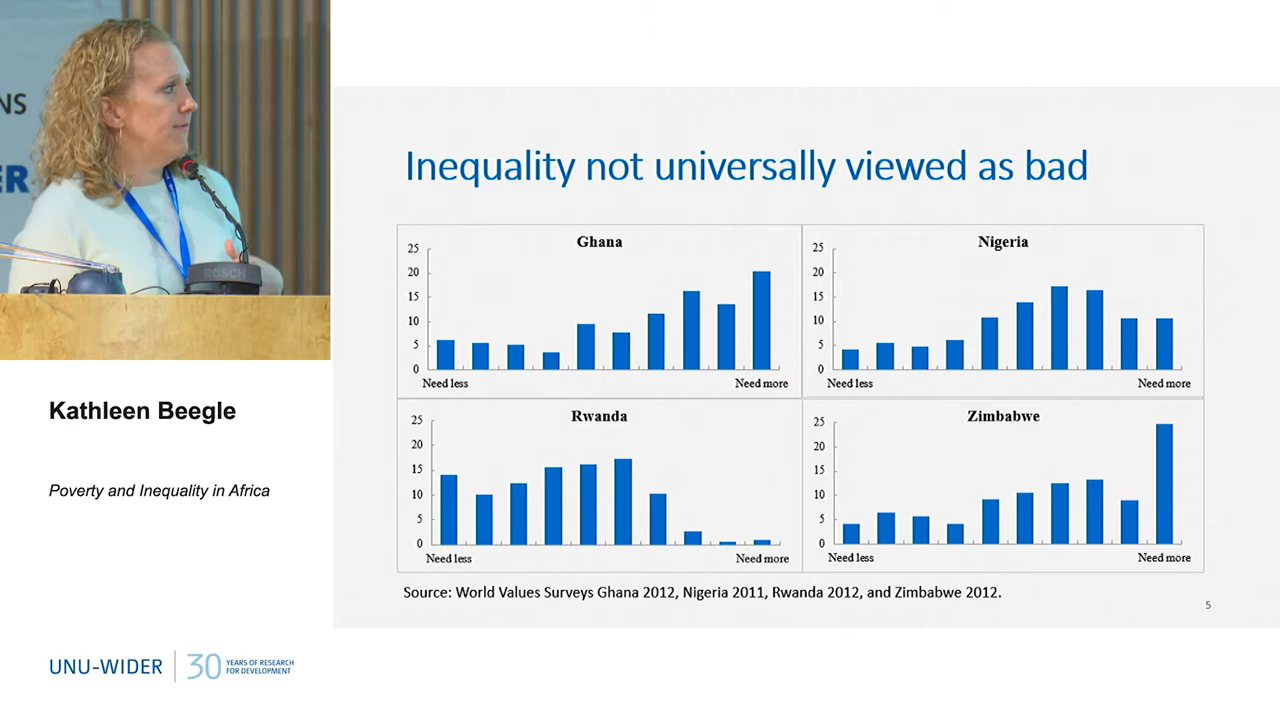 NS
ER
BOSCH
Kathleen Beegle
Poverty and Inequality in Africa
UNU-WIDER
30 YEARS OF RESEARCH
FOR DEVELOPMENT
Inequality not universally viewed as bad
Ghana
25
20
15
10
5
0
Need less Need more
Nigeria
25
20
15
10
5
0
Need less Need more
Rwanda
25
20
15
10
5
0
Need less Need more
Zimbabwe
25
20
15
10
5
0
Need less Need more
Source: World Values Surveys Ghana 2012, Nigeria 2011, Rwanda 2012, and Zimbabwe 2012.
5